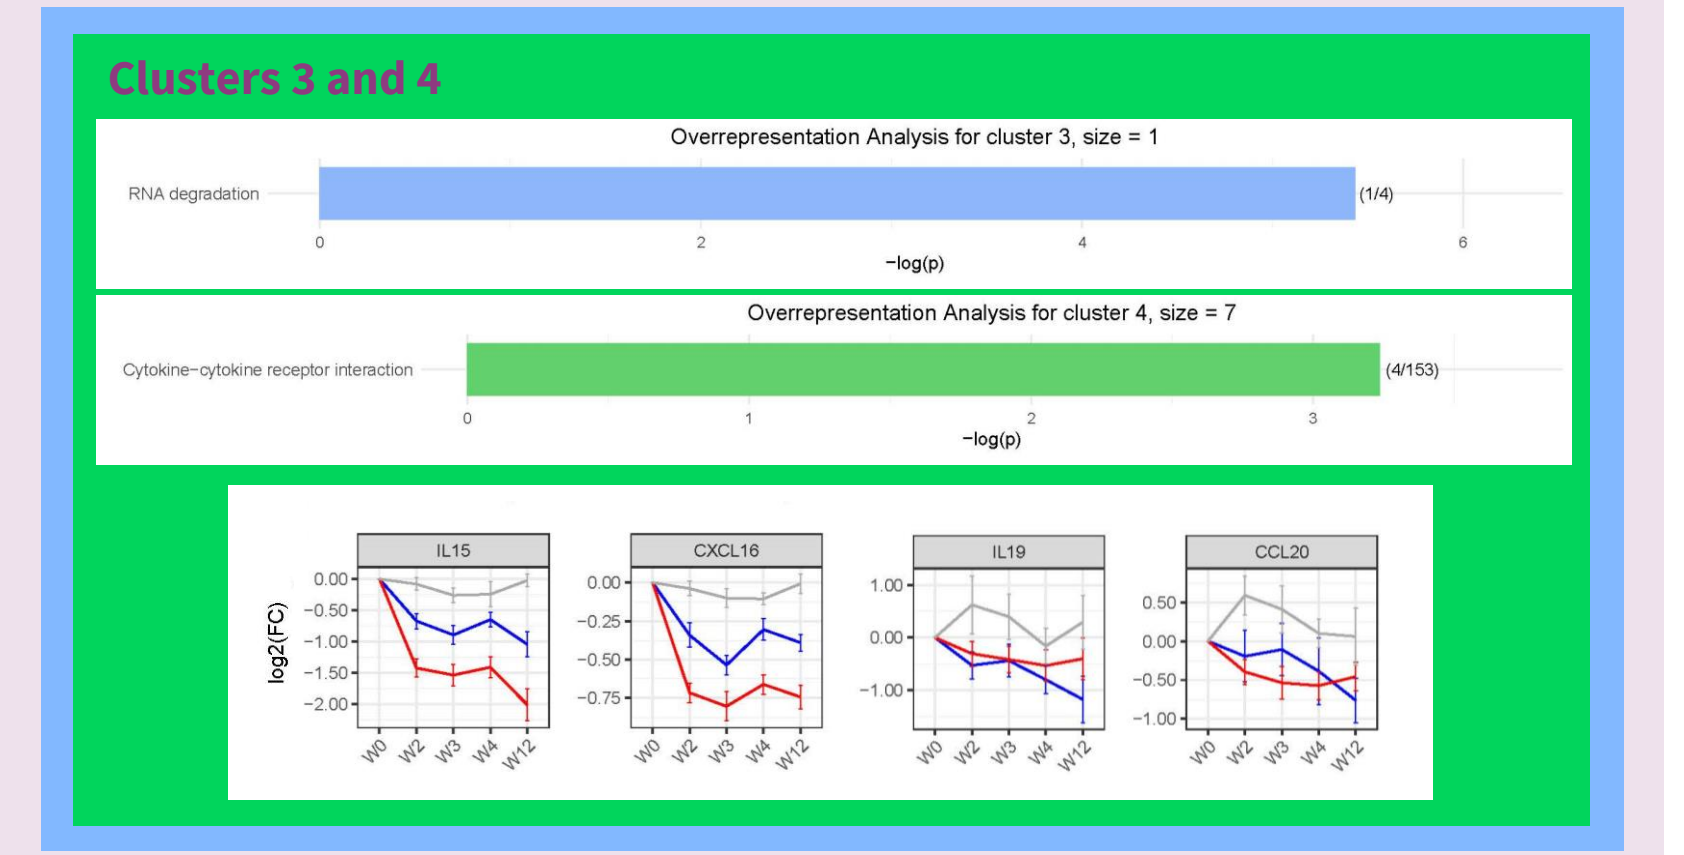 Clusters 3 and 4
Overrepresentation Analysis for cluster 3, size = 1
RNA degradation
(1/4)
0 2 4 6
−log(p)
Overrepresentation Analysis for cluster 4, size = 7
Cytokine−cytokine receptor interaction
(4/153)
0 1 2 3
−log(p)
IL15 CXCL16 IL19 CCL20
log2(FC)
0.00
−0.50
−1.00
−1.50
−2.00
W0 W2 W3 W4 W12
0.00
−0.25
−0.50
−0.75
W0 W2 W3 W4 W12
1.00
0.00
−1.00
W0 W2 W3 W4 W12
0.50
0.00
−0.50
−1.00
W0 W2 W3 W4 W12